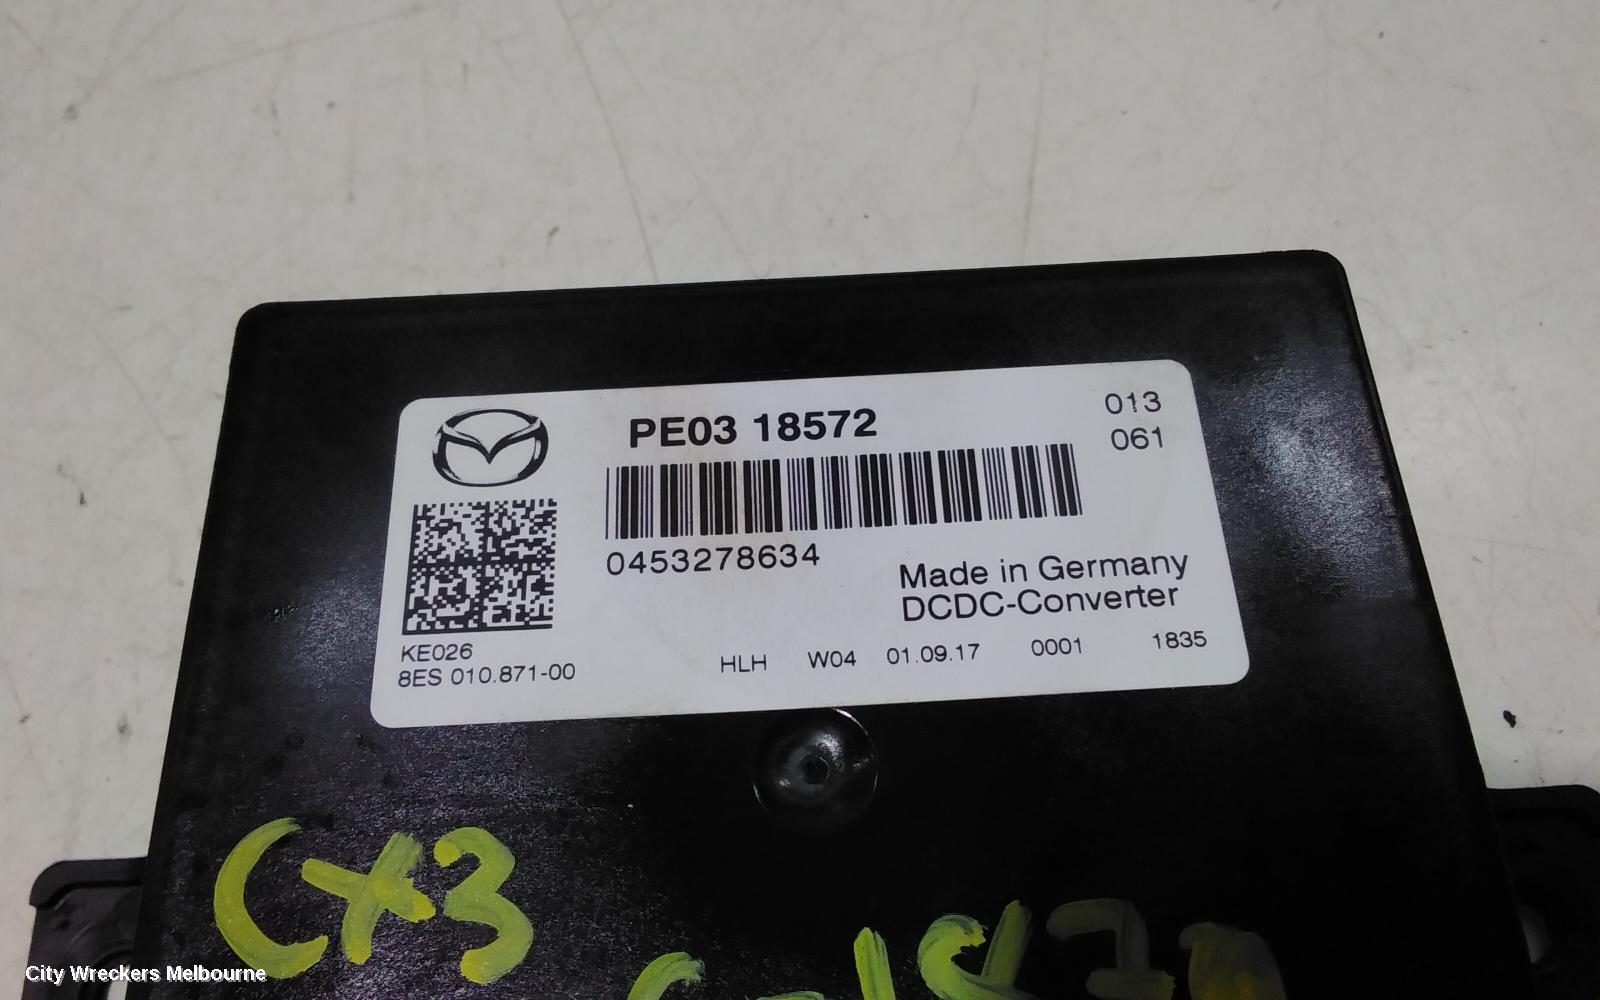 PE03 18572
013
061
0453278634
Made in Germany
DCDC-Converter
KE026
8ES 010.871-00
HLH W04 01.09.17 0001 1835
CX3
City Wreckers Melbourne